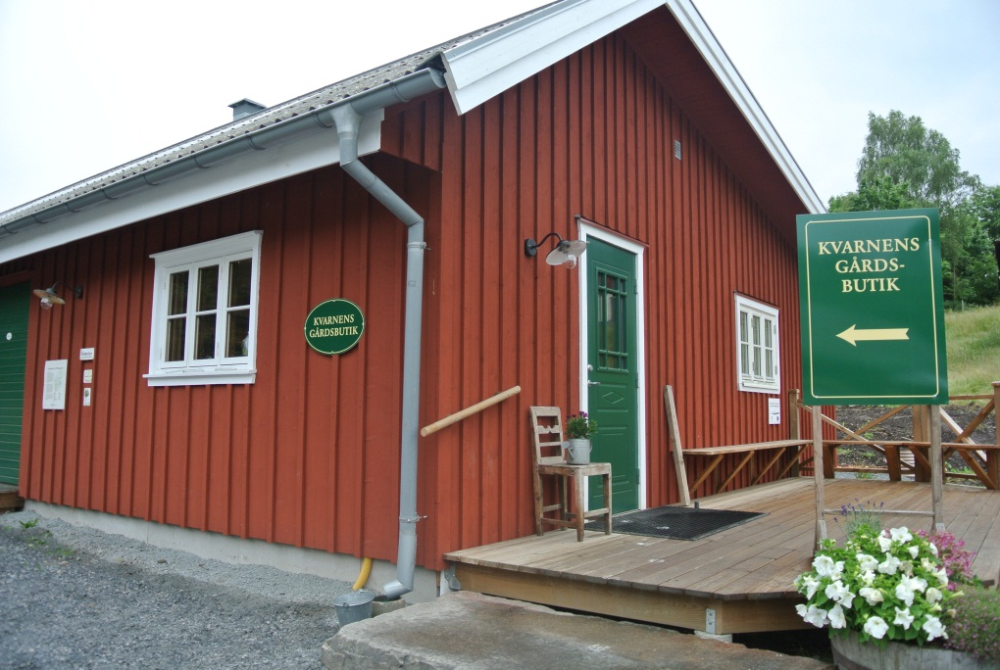 KVARNENS
GÅRDSBUTIK
KVARNENS
GÅRDS-
BUTIK